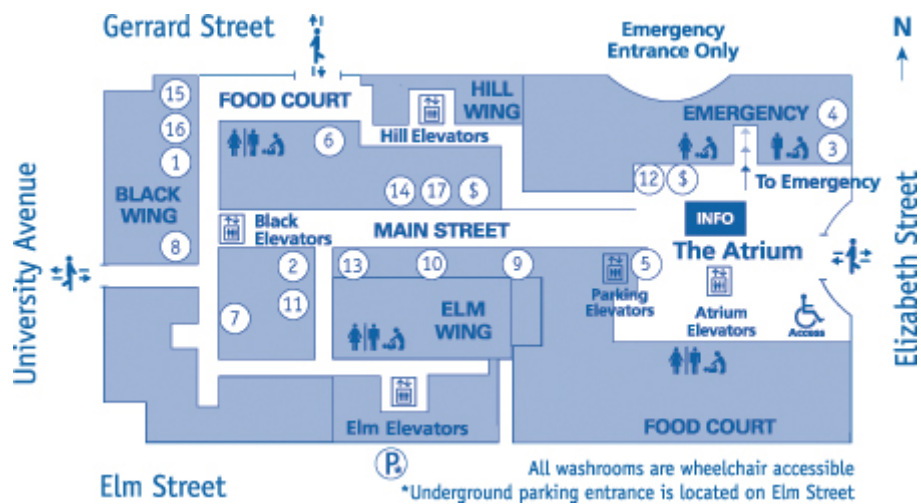 Gerrard Street
Emergency
Entrance Only
N
15
FOOD COURT
HILL
WING
EMERGENCY
4
16
6
Hill Elevators
3
1
14
17
$
12
$
To Emergency
BLACK
WING
INFO
Black
Elevators
MAIN STREET
The Atrium
8
2
13
10
9
5
University Avenue
Elizabeth Street
11
7
ELM
WING
Parking
Elevators
Atrium
Elevators
Access
Elm Elevators
FOOD COURT
P*
All washrooms are wheelchair accessible
Elm Street
*Underground parking entrance is located on Elm Street